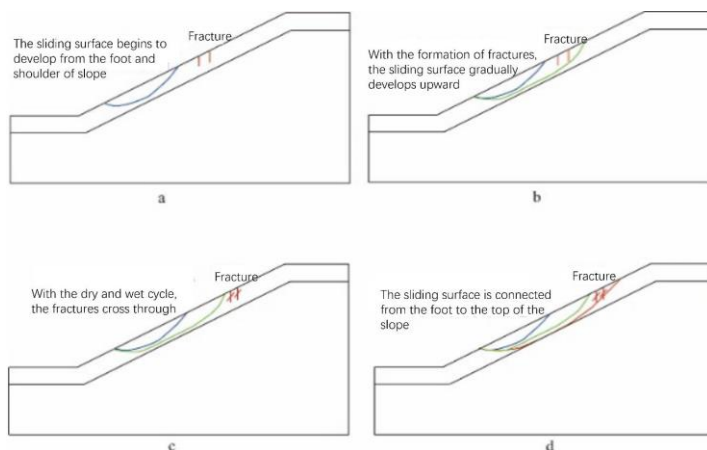 Fracture
The sliding surface begins to
develop from the foot and
shoulder of slope
a
Fracture
With the formation of fractures,
the sliding surface gradually
develops upward
b
Fracture
With the dry and wet cycle,
the fractures cross through
c
Fracture
The sliding surface is connected
from the foot to the top of the
slope
d